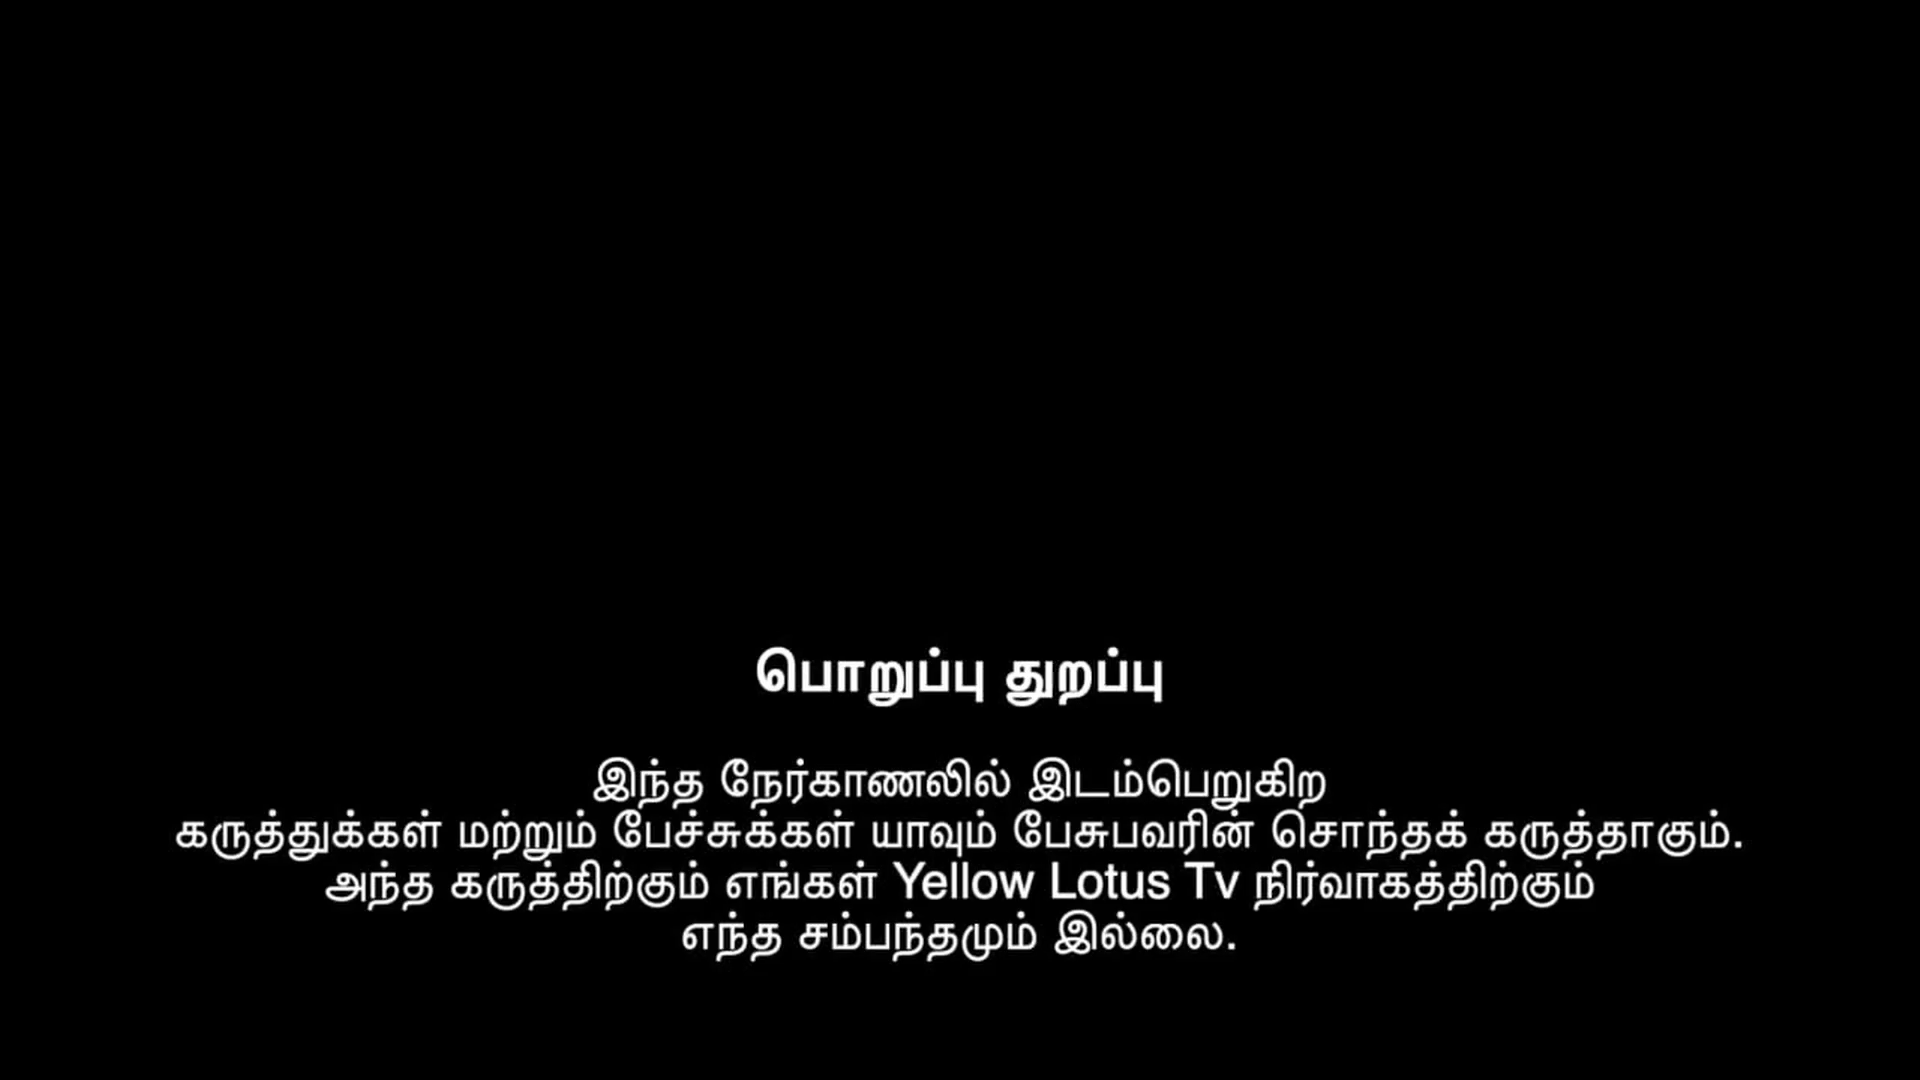 பொறுப்பு துறப்பு
இந்த நேர்காணலில் இடம்பெறுகிற
கருத்துக்கள் மற்றும் பேச்சுக்கள் யாவும் பேசுபவரின் சொந்தக் கருத்தாகும்.
அந்த கருத்திற்கும் எங்கள் Yellow Lotus Tv நிர்வாகத்திற்கும்
எந்த சம்பந்தமும் இல்லை.